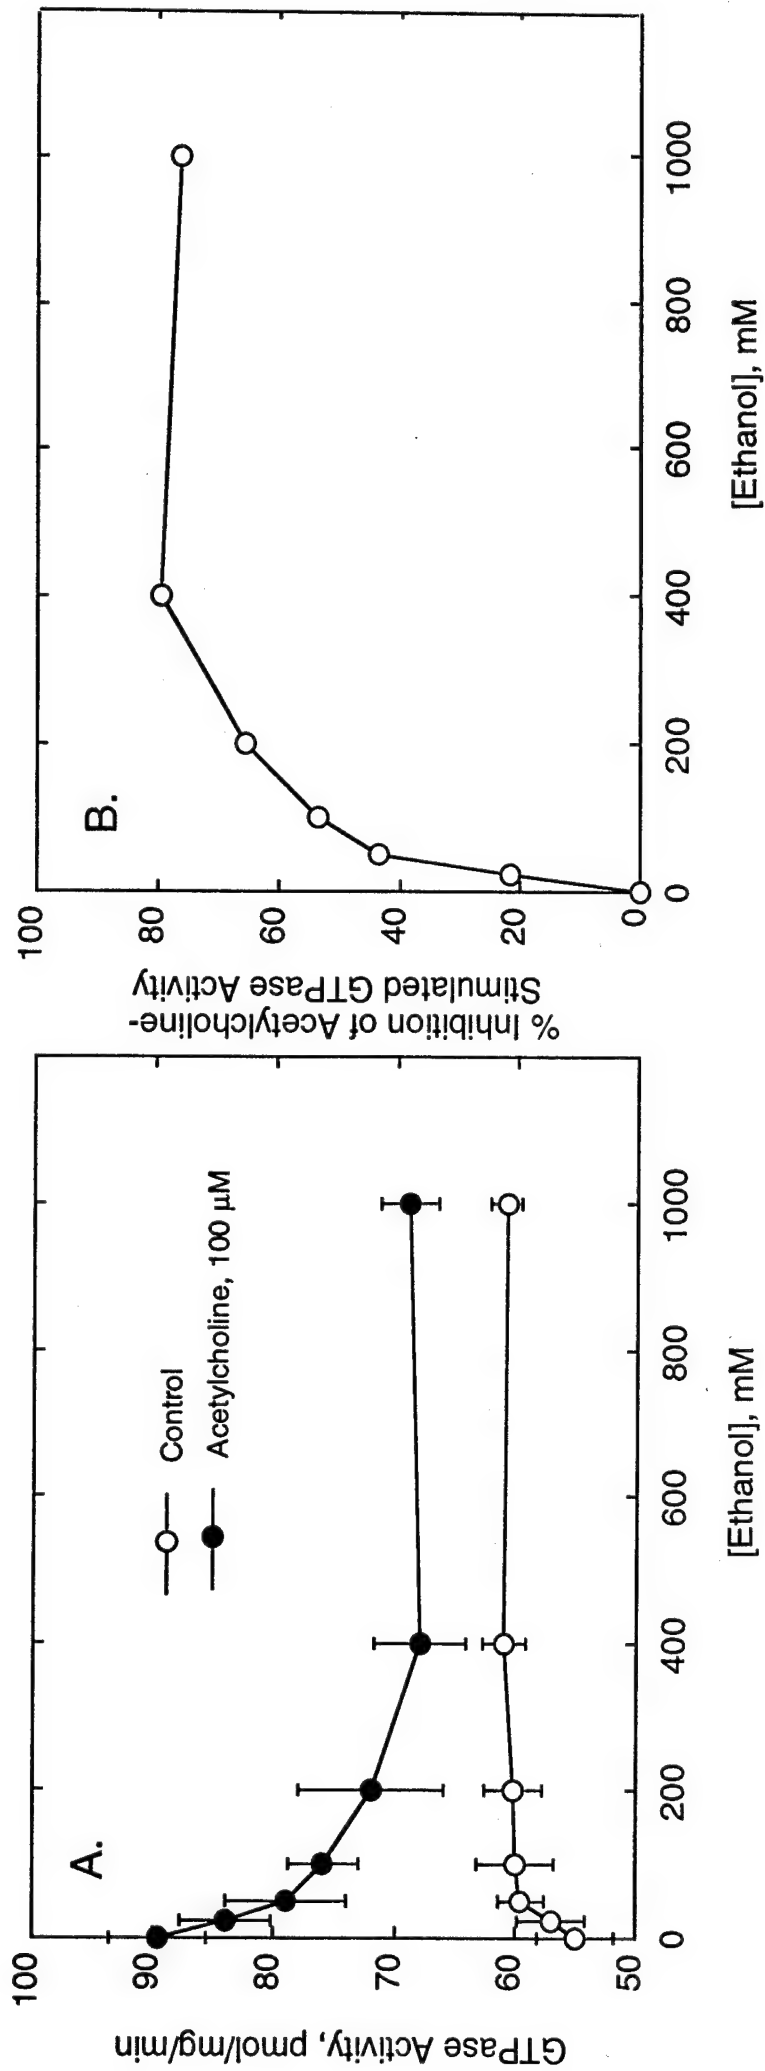 A.
GTPase Activity, pmol/mg/min
100
90
80
70
60
50
Control
Acetylcholine, 100 µM
0
200
400
600
800
1000
[Ethanol], mM
B.
% Inhibition of Acetylcholine-
Stimulated GTPase Activity
100
80
60
40
20
0
0
200
400
600
800
1000
[Ethanol], mM